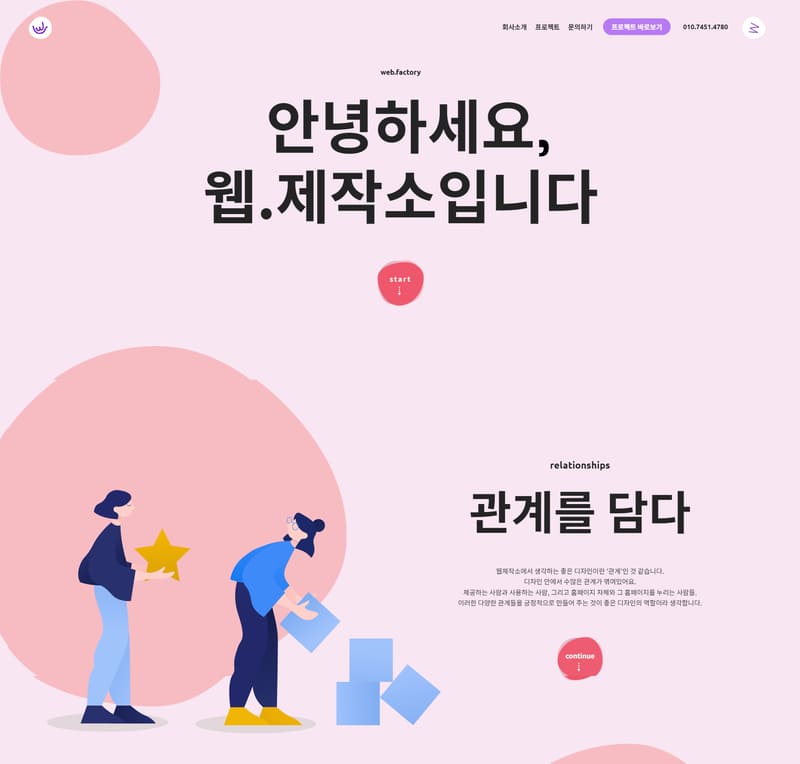 회사소개 프로젝트 문의하기 프로젝트 바로보기 010.7451.4780
web.factory
안녕하세요,
웹.제작소입니다
start
relationships
관계를 담다
웹제작소에서 생각하는 좋은 디자인이란 '관계'인 것 같습니다.
디자인 안에서 수많은 관계가 엮여있어요.
제공하는 사람과 사용하는 사람, 그리고 홈페이지 자체와 그 홈페이지를 누리는 사람들.
이러한 다양한 관계들을 긍정적으로 만들어 주는 것이 좋은 디자인의 역할이라 생각합니다.
continue